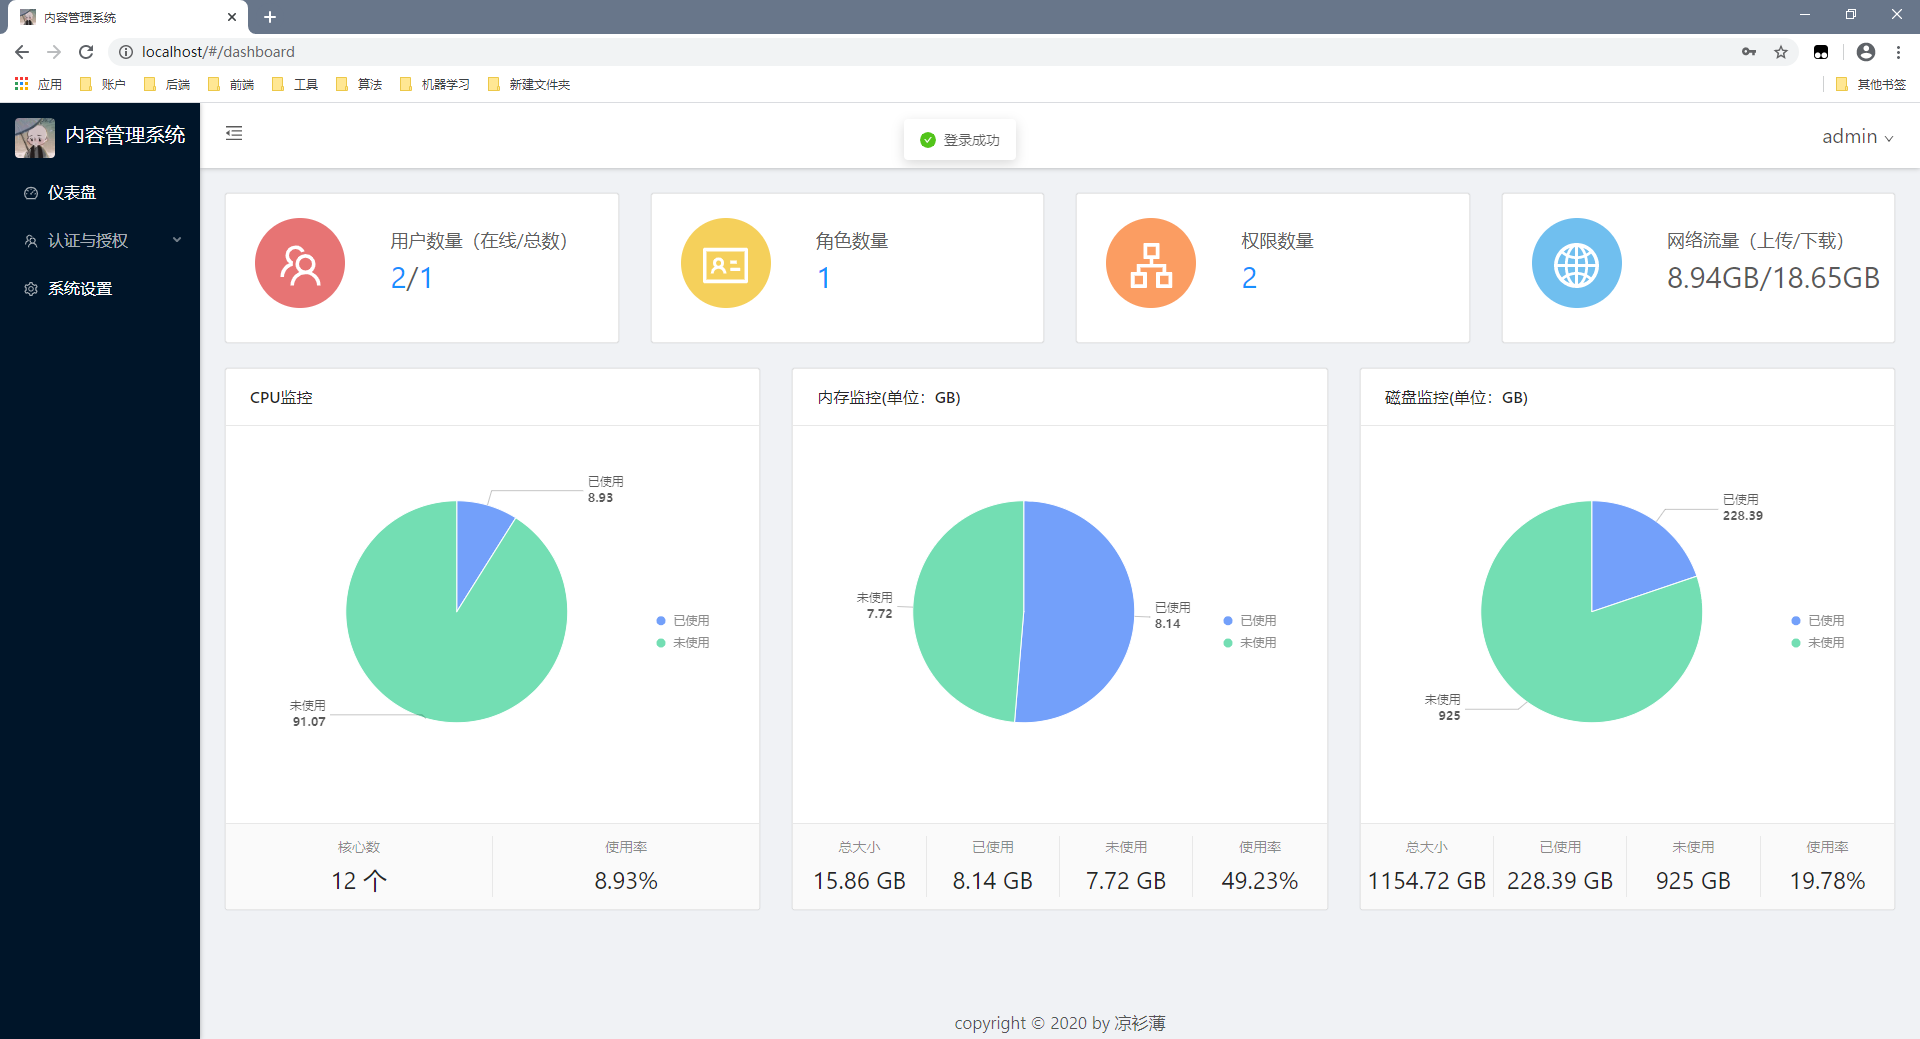 内容管理系统
localhost/#/dashboard
应用 账户 后端 前端 工具 算法 机器学习 新建文件夹 其他书签
内容管理系统
登录成功
admin
仪表盘
认证与授权
系统设置
用户数量（在线/总数）
2/1
角色数量
1
权限数量
2
网络流量（上传/下载）
8.94GB/18.65GB
CPU监控
已使用
8.93
未使用
91.07
已使用
未使用
核心数
12 个
使用率
8.93%
内存监控(单位：GB)
未使用
7.72
已使用
8.14
已使用
未使用
总大小
15.86 GB
已使用
8.14 GB
未使用
7.72 GB
使用率
49.23%
磁盘监控(单位：GB)
已使用
228.39
未使用
925
已使用
未使用
总大小
1154.72 GB
已使用
228.39 GB
未使用
925 GB
使用率
19.78%
copyright © 2020 by 凉衫薄